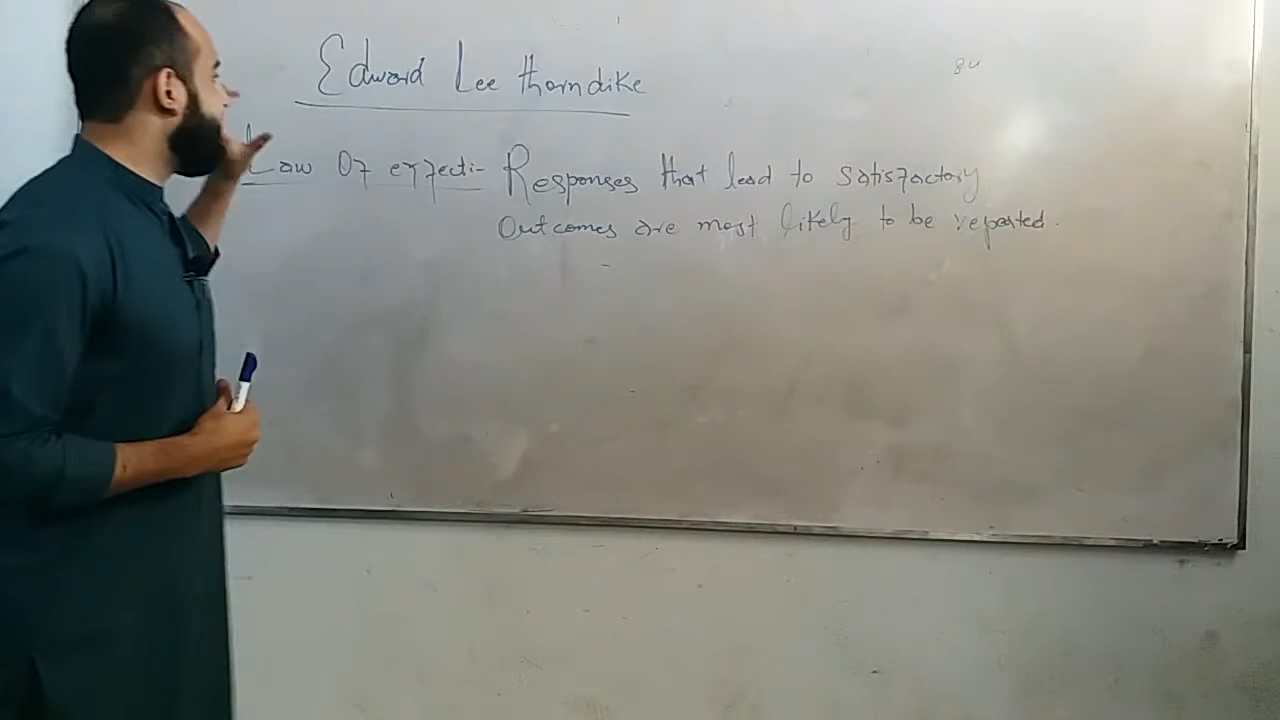 Edward Lee thorndike
Law Of effect:- Responses that lead to satisfactory
Outcomes are most likely to be repeated.